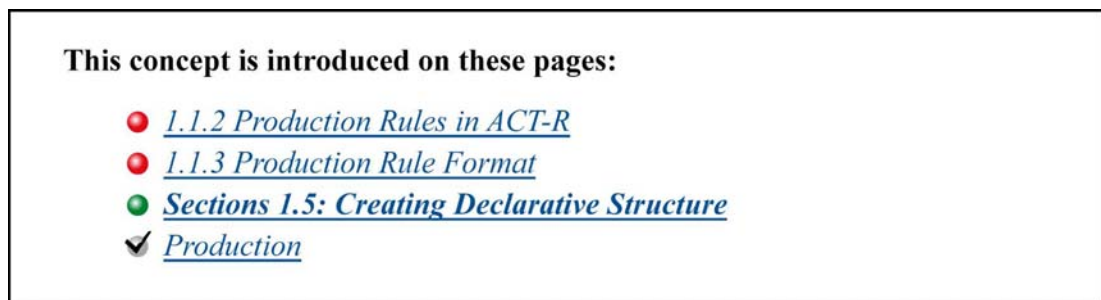 This concept is introduced on these pages:
1.1.2 Production Rules in ACT-R
1.1.3 Production Rule Format
Sections 1.5: Creating Declarative Structure
Production